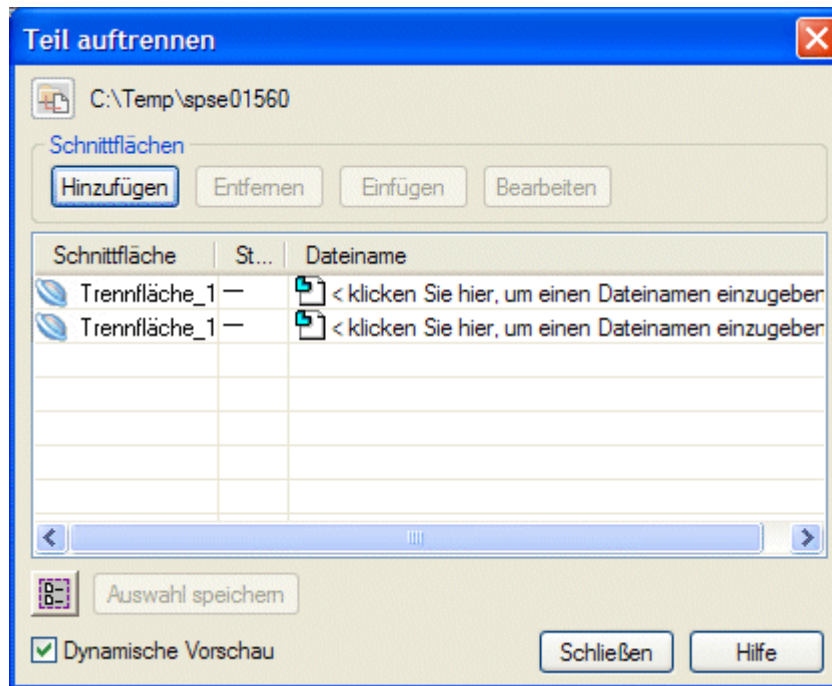 Teil auftrennen
C:\Temp\spse01560
Schnittflächen
Hinzufügen Entfernen Einfügen Bearbeiten
Schnittfläche St... Dateiname
Trennfläche_1 — < klicken Sie hier, um einen Dateinamen einzugeben
Trennfläche_1 — < klicken Sie hier, um einen Dateinamen einzugeben
Auswahl speichern
Dynamische Vorschau Schließen Hilfe